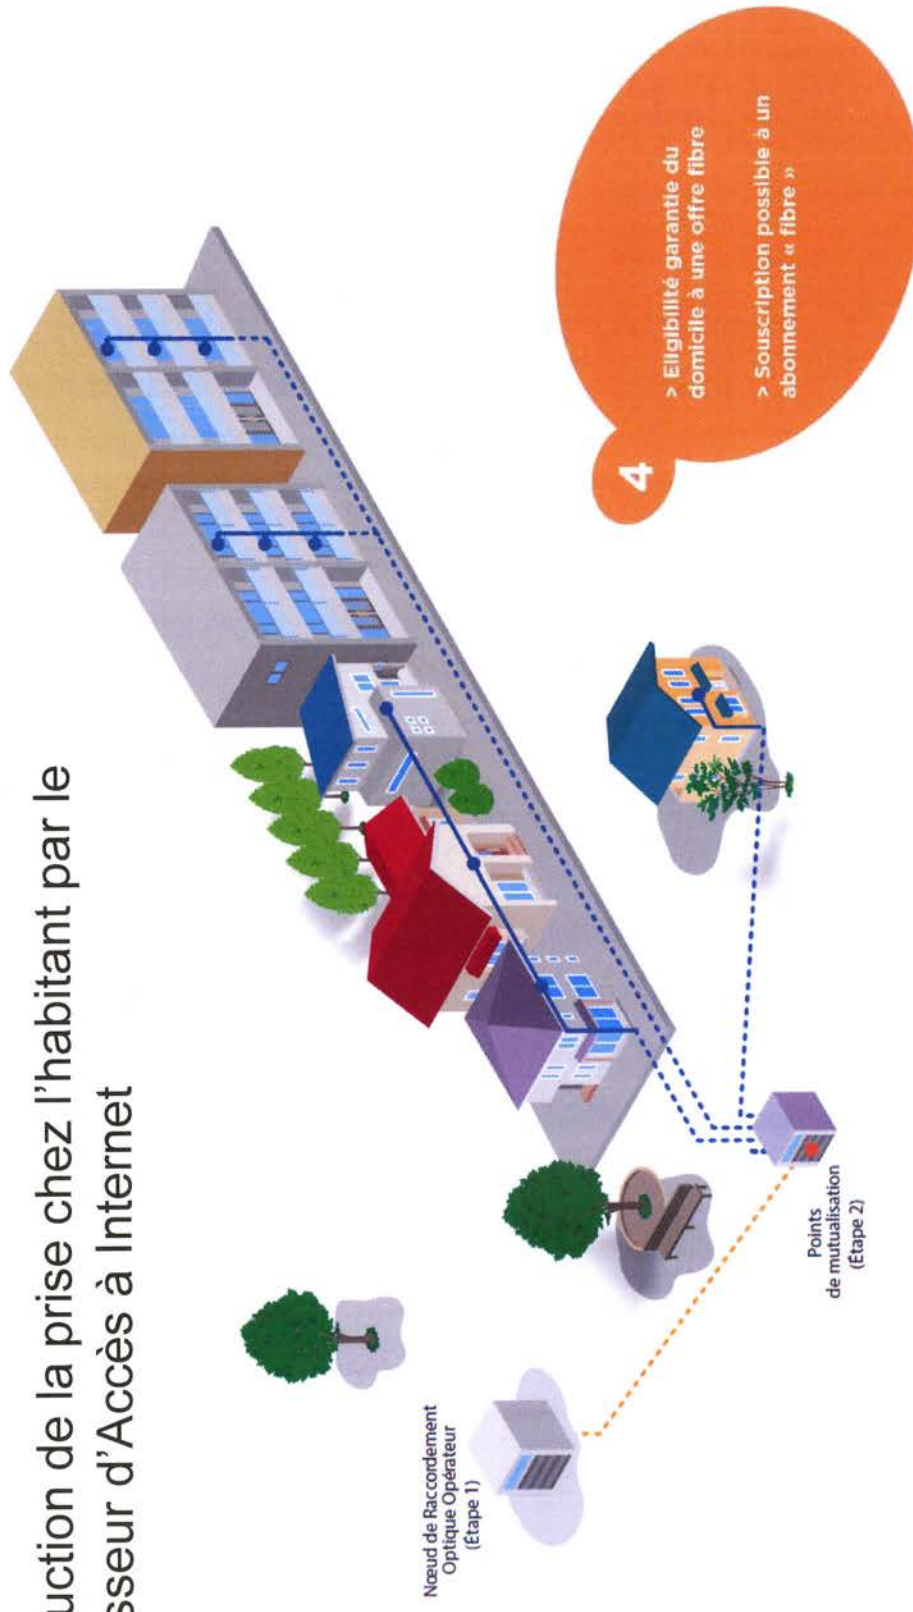 uction de la prise chez l'habitant par le
sseur d'Accès à Internet
Nœud de Raccordement
Optique Opérateur
(Étape 1)
Points
de mutualisation
(Étape 2)
4
> Eligibilité garantie du
domicile à une offre fibre
> Souscription possible à un
abonnement « fibre »